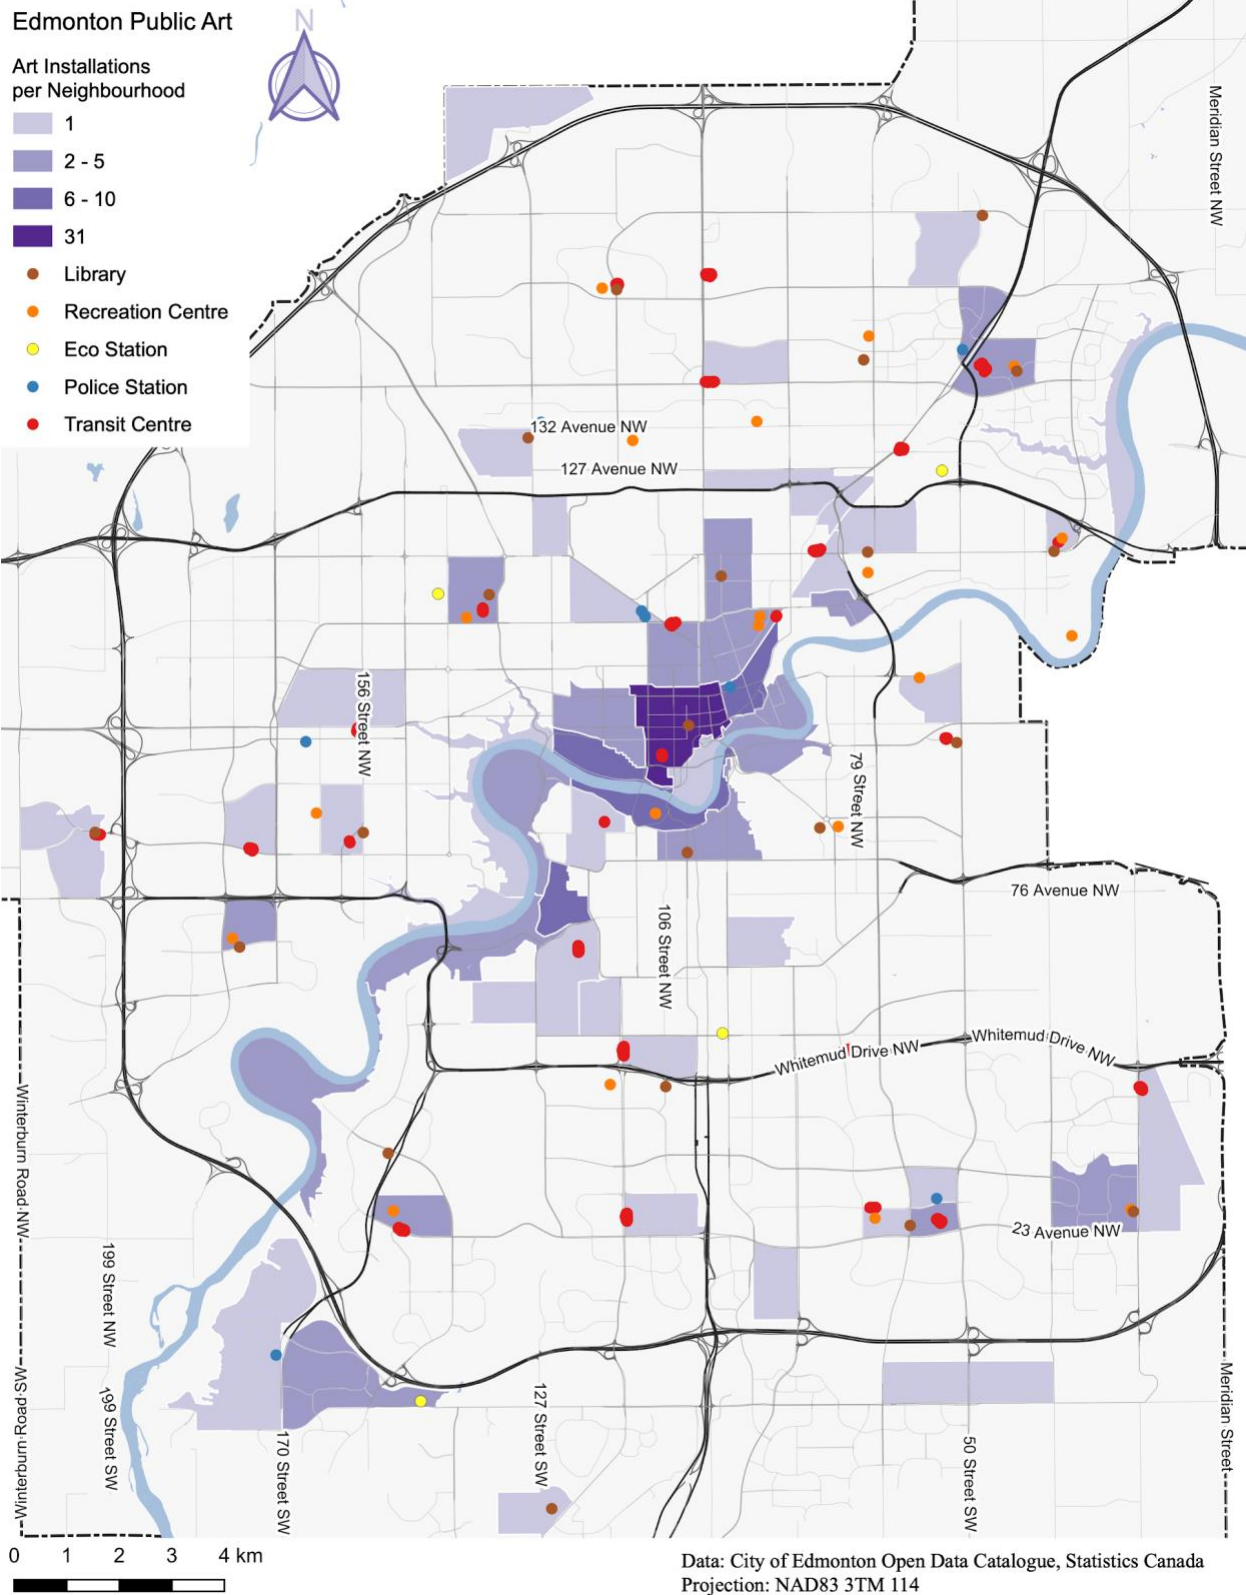 Edmonton Public Art
N
Art Installations
per Neighbourhood
1
2 - 5
6 - 10
31
Library
Recreation Centre
Eco Station
Police Station
Transit Centre
Meridian Street NW
132 Avenue NW
127 Avenue NW
156 Street NW
79 Street NW
76 Avenue NW
106 Street NW
Whitemud Drive NW
Whitemud Drive NW
Winterburn Road NW
23 Avenue NW
199 Street NW
199 Street SW
Winterburn Road SW
170 Street SW
127 Street SW
50 Street SW
Meridian Street
0 1 2 3 4 km
Data: City of Edmonton Open Data Catalogue, Statistics Canada
Projection: NAD83 3TM 114